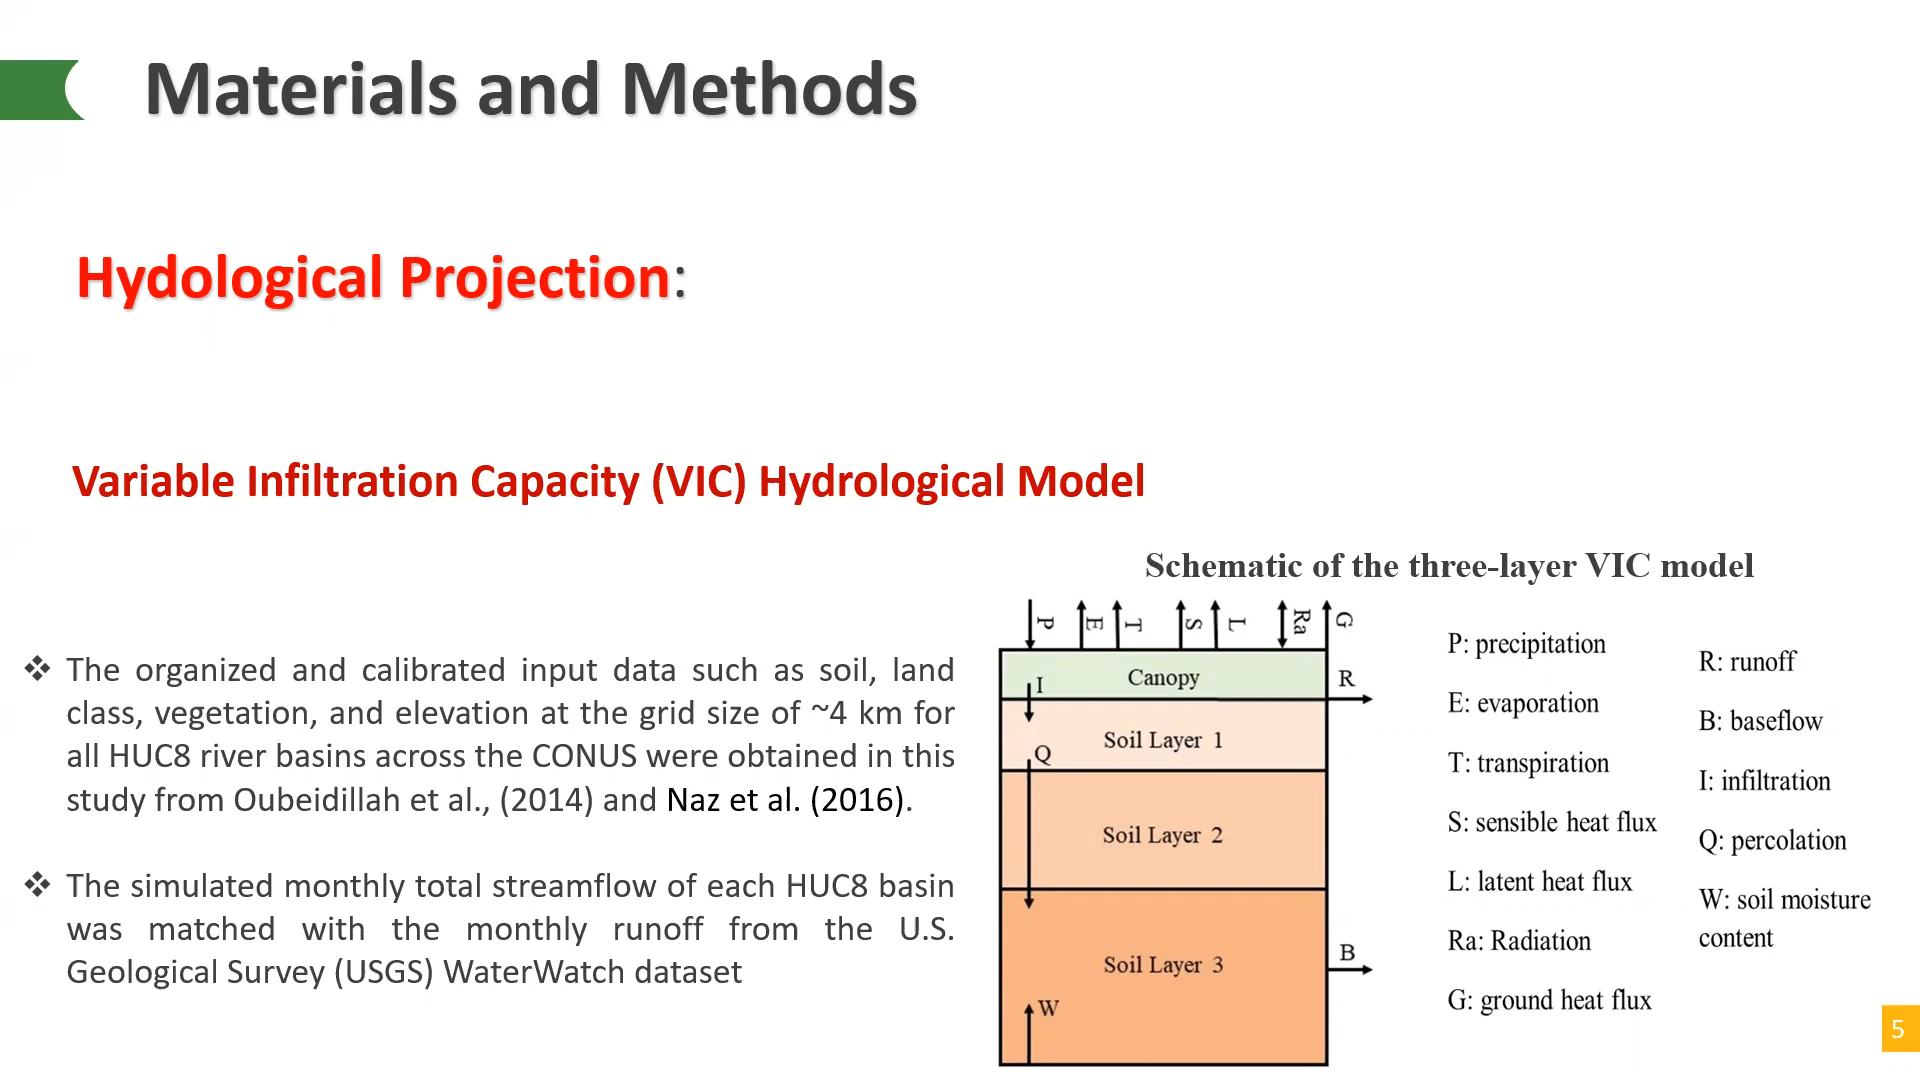 Materials and Methods
Hydological Projection:
Variable Infiltration Capacity (VIC) Hydrological Model
❖ The organized and calibrated input data such as soil, land
class, vegetation, and elevation at the grid size of ~4 km for
all HUC8 river basins across the CONUS were obtained in this
study from Oubeidillah et al., (2014) and Naz et al. (2016).
❖ The simulated monthly total streamflow of each HUC8 basin
was matched with the monthly runoff from the U.S.
Geological Survey (USGS) WaterWatch dataset
Schematic of the three-layer VIC model
P E T S L Ra G
Canopy
R
I
Soil Layer 1
Q
Soil Layer 2
Soil Layer 3
B
W
P: precipitation
E: evaporation
T: transpiration
S: sensible heat flux
L: latent heat flux
Ra: Radiation
G: ground heat flux
R: runoff
B: baseflow
I: infiltration
Q: percolation
W: soil moisture
content
5